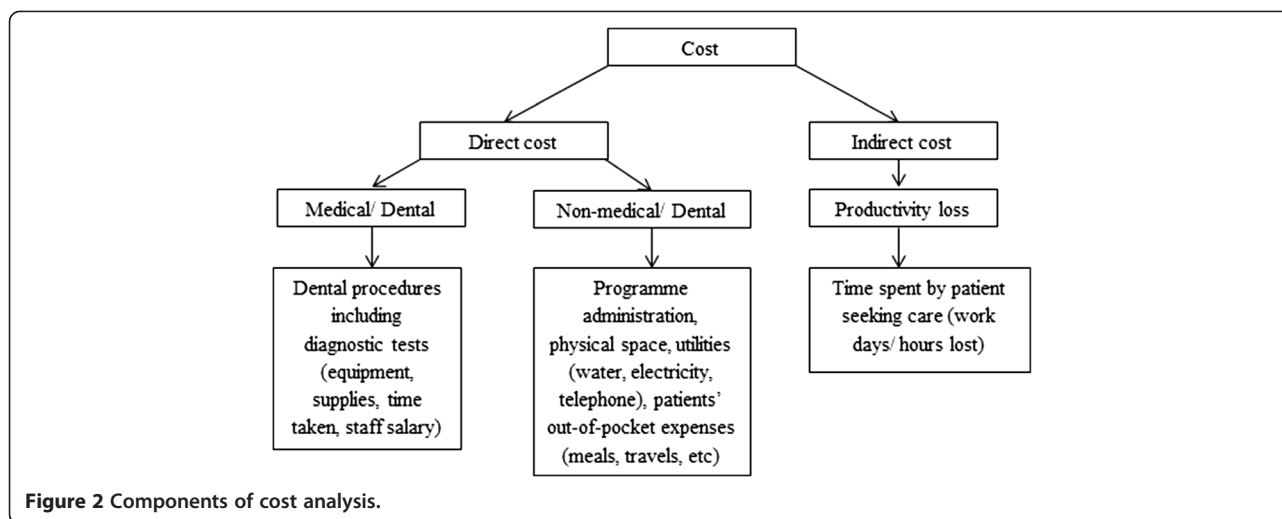 Cost
Direct cost
Indirect cost
Medical/ Dental
Non-medical/ Dental
Productivity loss
Dental procedures
including
diagnostic tests
(equipment,
supplies, time
taken, staff salary)
Programme
administration,
physical space, utilities
(water, electricity,
telephone), patients’
out-of-pocket expenses
(meals, travels, etc)
Time spent by patient
seeking care (work
days/ hours lost)
Figure 2 Components of cost analysis.